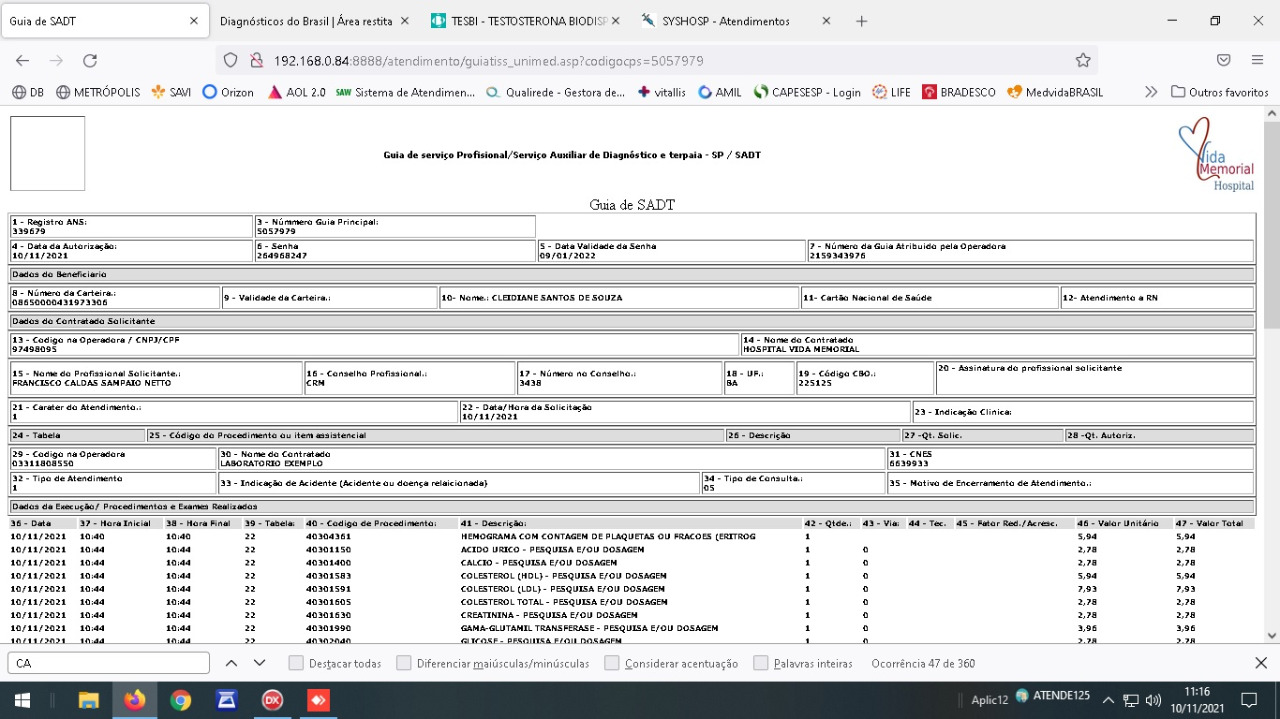 Guia de SADT
Diagnósticos do Brasil | Área restita
TESBI - TESTOSTERONA BIODISP
SYSHOSP - Atendimentos
192.168.0.84:8888/atendimento/guiatiss_unimed.asp?codigocps=5057979
DB
METRÓPOLIS
SAVI
Orizon
AOL 2.0
SAW Sistema de Atendimen...
Qualirede - Gestora de...
vitallis
AMIL
CAPESESP - Login
LIFE
BRADESCO
MedvidaBRASIL
Outros favoritos
Guia de serviço Profissional/Serviço Auxiliar de Diagnóstico e terpaia - SP / SADT
Vida
Memorial
Hospital
Guia de SADT
1 - Registro ANS: 3 - Númmero Guia Principal:
339679 5057979
4 - Data da Autorização: 6 - Senha 5 - Data Validade da Senha 7 - Número da Guia Atribuido pela Operadora
10/11/2021 264968247 09/01/2022 2159343976
Dados do Beneficiario
8 - Número da Carteira.: 9 - Validade da Carteira.: 10- Nome.: CLEIDIANE SANTOS DE SOUZA 11- Cartão Nacional de Saúde 12- Atendimento a RN
08650000431973306
Dados do Contratado Solicitante
13 - Codigo na Operadora / CNPJ/CPF 14 - Nome do Contratado
97498095 HOSPITAL VIDA MEMORIAL
15 - Nome do Profissional Solicitante.: 16 - Conselho Profissional.: 17 - Número no Conselho.: 18 - UF.: 19 - Código CBO.: 20 - Assinatura do profissional solicitante
FRANCISCO CALDAS SAMPAIO NETTO CRM 3438 BA 225125
21 - Carater do Atendimento.: 22 - Data/Hora da Solicitação 23 - Indicação Clinica:
1 10/11/2021
24 - Tabela 25 - Código do Procedimento ou item assistencial 26 - Descrição 27 -Qt. Solic. 28 -Qt. Autoriz.
29 - Codigo na Operadora 30 - Nome do Contratado 31 - CNES
03311808550 LABORATORIO EXEMPLO 6639933
32 - Tipo de Atendimento 33 - Indicação de Acidente (Acidente ou doença relaicionada) 34 - Tipo de Consulta.: 35 - Motivo de Encerramento de Atendimento.:
1 05
Dados da Execução/ Procedimentos e Exames Realizados
36 - Data 37 - Hora Inicial 38 - Hora Final 39 - Tabela: 40 - Codigo de Procedimento: 41 - Descrição: 42 - Qtde.: 43 - Via: 44 - Tec. 45 - Fator Red./Acresc. 46 - Valor Unitário 47 - Valor Total
10/11/2021 10:40 10:40 22 40304361 HEMOGRAMA COM CONTAGEM DE PLAQUETAS OU FRACOES (ERITROG 1 5,94 5,94
10/11/2021 10:44 10:44 22 40301150 ACIDO URICO - PESQUISA E/OU DOSAGEM 1 0 2,78 2,78
10/11/2021 10:44 10:44 22 40301400 CALCIO - PESQUISA E/OU DOSAGEM 1 0 2,78 2,78
10/11/2021 10:44 10:44 22 40301583 COLESTEROL (HDL) - PESQUISA E/OU DOSAGEM 1 0 5,94 5,94
10/11/2021 10:44 10:44 22 40301591 COLESTEROL (LDL) - PESQUISA E/OU DOSAGEM 1 0 7,93 7,93
10/11/2021 10:44 10:44 22 40301605 COLESTEROL TOTAL - PESQUISA E/OU DOSAGEM 1 0 2,78 2,78
10/11/2021 10:44 10:44 22 40301630 CREATININA - PESQUISA E/OU DOSAGEM 1 0 2,78 2,78
10/11/2021 10:44 10:44 22 40301990 GAMA-GLUTAMIL TRANSFERASE - PESQUISA E/OU DOSAGEM 1 0 3,96 3,96
10/11/2021 10:44 10:44 22 40302040 GLICOSE - PESQUISA E/OU DOSAGEM 1 0 2,78 2,78
CA
Destacar todas
Diferenciar maiúsculas/minúsculas
Considerar acentuação
Palavras inteiras
Ocorrência 47 de 360
Aplic12
ATENDE125
11:16
10/11/2021